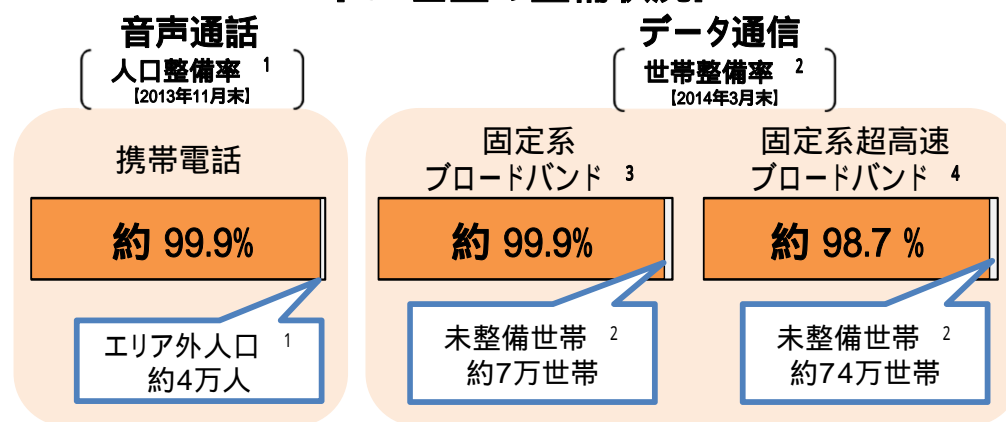 音声通話
人口整備率 1
【2013年11月末】
携帯電話
約 99.9%
エリア外人口 1
約4万人
データ通信
世帯整備率 2
【2014年3月末】
固定系
ブロードバンド 3
約 99.9%
未整備世帯 2
約7万世帯
固定系超高速
ブロードバンド 4
約 98.7 %
未整備世帯 2
約74万世帯